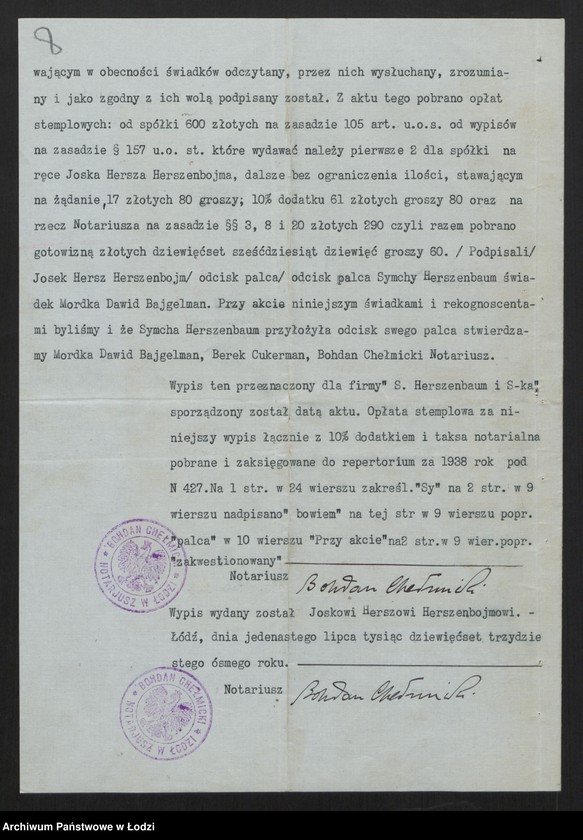 8
wającym w obecności świadków odczytany, przez nich wysłuchany, zrozumia-
ny i jako zgodny z ich wolą podpisany został. Z aktu tego pobrano opłat
stemplowych: od spółki 600 złotych na zasadzie 105 art. u.o.s. od wypisów
na zasadzie § 157 u.o. st. które wydawać należy pierwsze 2 dla spółki na
ręce Joska Hersza Herszenbojma, dalsze bez ograniczenia ilości, stawającym
na żądanie, 17 złotych 80 groszy; 10% dodatku 61 złotych groszy 80 oraz na
rzecz Notariusza na zasadzie §§ 3, 8 i 20 złotych 290 czyli razem pobrano
gotowizną złotych dziewięćset sześćdziesiąt dziewięć groszy 60. / Podpisali/
Josek Hersz Herszenbojm/ odcisk palca/ odcisk palca Symchy Herszenbaum świa-
dek Mordka Dawid Bajgelman. Przy akcie niniejszym świadkami i rekognoscenta-
mi byliśmy i że Symcha Herszenbaum przyłożyła odcisk swego palca stwierdza-
my Mordka Dawid Bajgelman, Berek Cukerman, Bohdan Chełmicki Notariusz.
Wypis ten przeznaczony dla firmy" S. Herszenbaum i S-ka"
sporządzony został datą aktu. Opłata stemplowa za ni-
niejszy wypis łącznie z 10% dodatkiem i taksa notarialna
pobrane i zaksięgowane do repertorium za 1938 rok pod
N 427.Na 1 str. w 24 wierszu zakreśl."Sy" na 2 str. w 9
wierszu nadpisano" bowiem" na tej str w 9 wierszu popr.
"palca" w 10 wierszu "Przy akcie"na2 str.w 9 wier.popr.
"zakwestionowany"
Notariusz Bohdan Chełmicki
BOHDAN CHEŁMICKI * NOTARJUSZ W ŁODZI *
Wypis wydany został Joskowi Herszowi Herszenbojmowi. -
Łódź, dnia jedenastego lipca tysiąc dziewięćset trzydzie
stego ósmego roku.
Notariusz Bohdan Chełmicki
BOHDAN CHEŁMICKI * NOTARJUSZ W ŁODZI *
Archiwum Państwowe w Łodzi